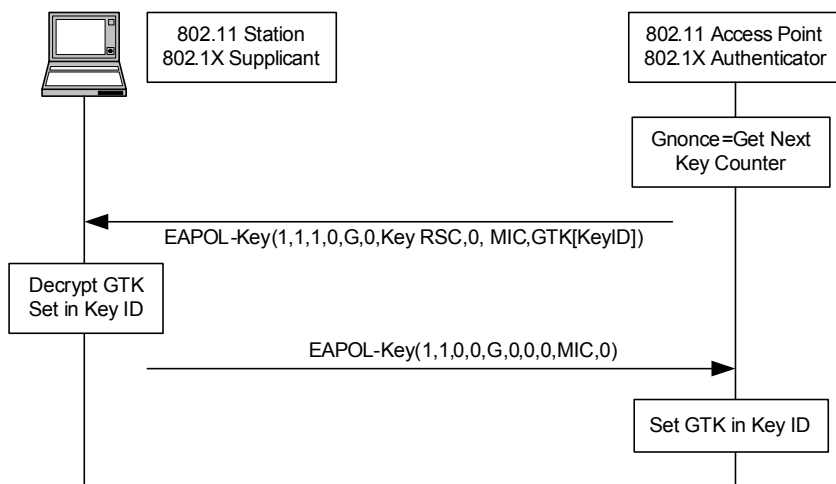 802.11 Station
802.1X Supplicant
802.11 Access Point
802.1X Authenticator
Gnonce=Get Next
Key Counter
EAPOL-Key(1,1,1,0,G,0,Key RSC,0, MIC,GTK[KeyID])
Decrypt GTK
Set in Key ID
EAPOL-Key(1,1,0,0,G,0,0,0,MIC,0)
Set GTK in Key ID